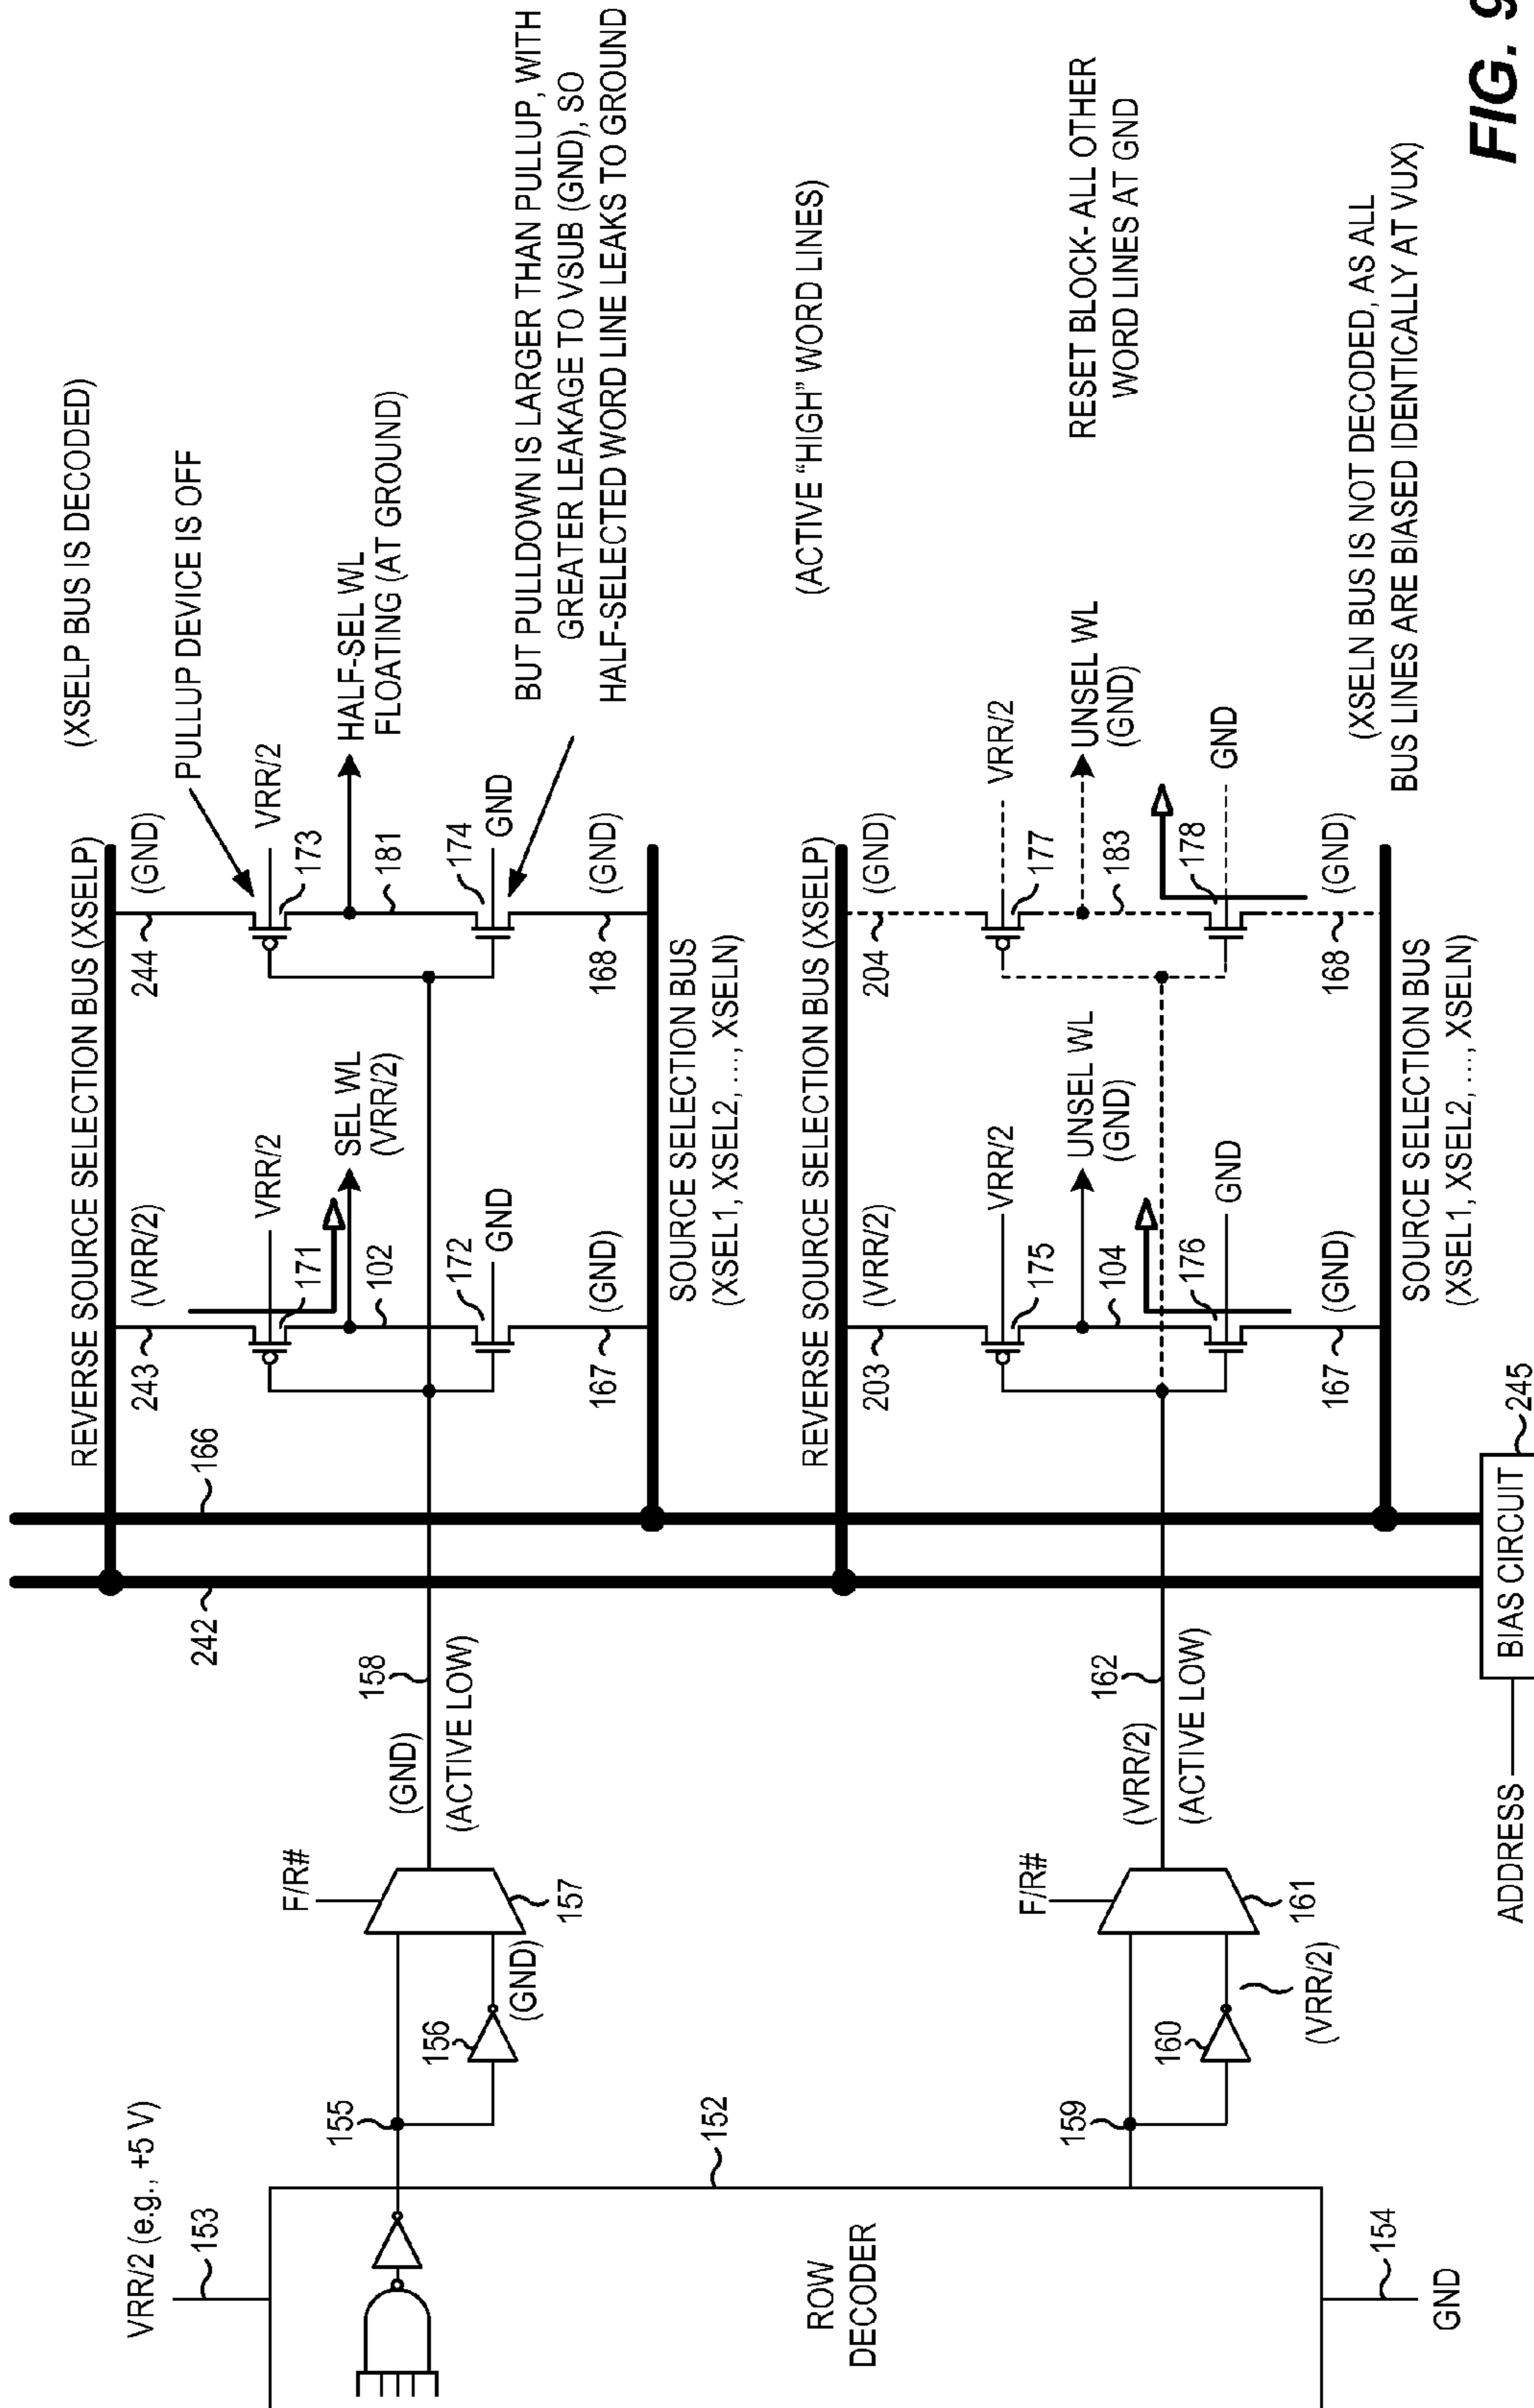 VRR/2 (e.g., +5 V)
153
ROW
DECODER
152
154
GND
155
156
(GND)
F/R#
157
(GND)
158
(ACTIVE LOW)
159
160
(VRR/2)
F/R#
161
(VRR/2)
162
(ACTIVE LOW)
242
166
ADDRESS
BIAS CIRCUIT
245
REVERSE SOURCE SELECTION BUS (XSELP)
(XSELP BUS IS DECODED)
243
(VRR/2)
VRR/2
171
SEL WL
(VRR/2)
102
172
GND
167
(GND)
244
(GND)
PULLUP DEVICE IS OFF
VRR/2
173
HALF-SEL WL
FLOATING (AT GROUND)
181
174
GND
168
(GND)
BUT PULLDOWN IS LARGER THAN PULLUP, WITH
GREATER LEAKAGE TO VSUB (GND), SO
HALF-SELECTED WORD LINE LEAKS TO GROUND
SOURCE SELECTION BUS
(XSEL1, XSEL2, ..., XSELN)
(ACTIVE “HIGH” WORD LINES)
REVERSE SOURCE SELECTION BUS (XSELP)
203
(VRR/2)
VRR/2
175
UNSEL WL
(GND)
104
176
GND
167
(GND)
204
(GND)
VRR/2
177
UNSEL WL
(GND)
183
178
GND
168
(GND)
RESET BLOCK- ALL OTHER
WORD LINES AT GND
SOURCE SELECTION BUS
(XSEL1, XSEL2, ..., XSELN)
(XSELN BUS IS NOT DECODED, AS ALL
BUS LINES ARE BIASED IDENTICALLY AT VUX)
FIG. 9